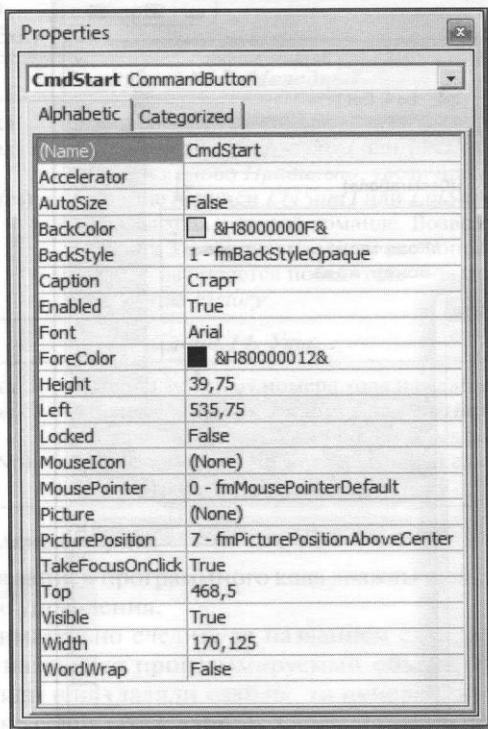 Properties
CmdStart CommandButton
Alphabetic Categorized
(Name) CmdStart
Accelerator
AutoSize False
BackColor &H8000000F&
BackStyle 1 - fmBackStyleOpaque
Caption Старт
Enabled True
Font Arial
ForeColor &H80000012&
Height 39,75
Left 535,75
Locked False
MouseIcon (None)
MousePointer 0 - fmMousePointerDefault
Picture (None)
PicturePosition 7 - fmPicturePositionAboveCenter
TakeFocusOnClick True
Top 468,5
Visible True
Width 170,125
WordWrap False